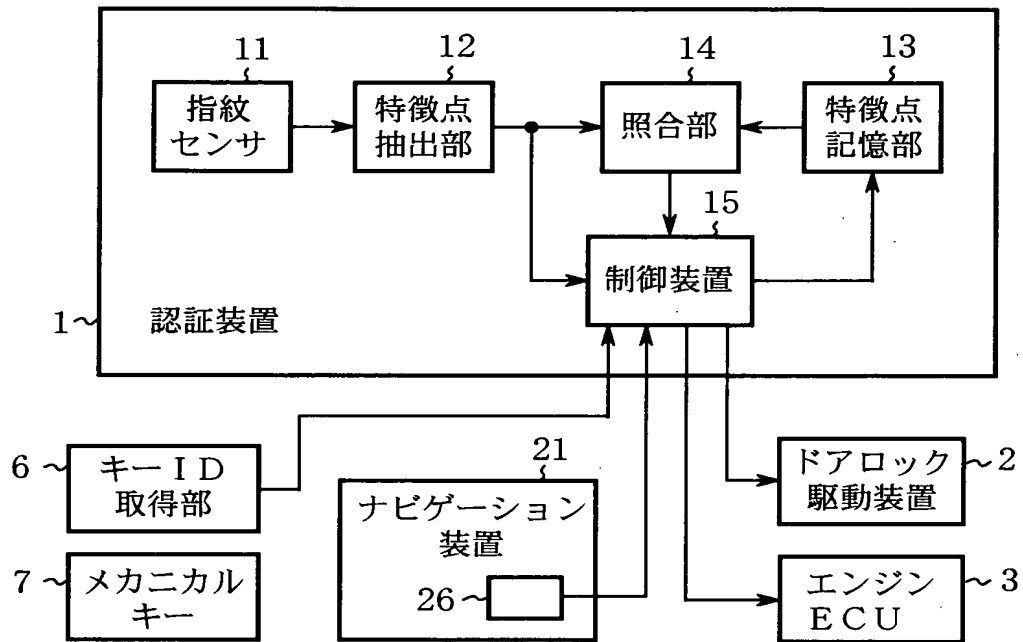 11
指紋
センサ
12
特徴点
抽出部
14
照合部
13
特徴点
記憶部
15
制御装置
1
認証装置
6
キーID
取得部
7
メカニカル
キー
21
ナビゲーション
装置
26
ドアロック
駆動装置
2
エンジン
ECU
3